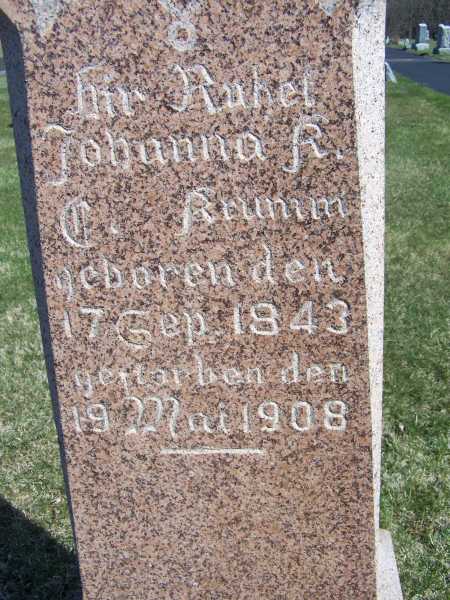 Hir Ruhet
Johanna K.
C. Krumm
geboren den
17 Sep. 1843
gestorben den
19 Mai 1908